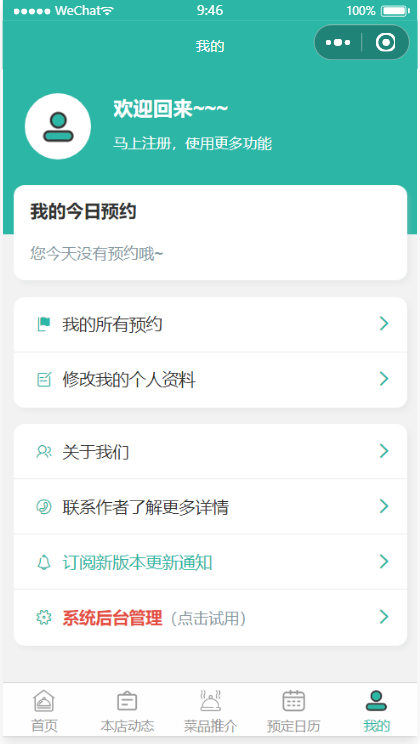 WeChat 9:46 100%
我的
欢迎回来~~~
马上注册，使用更多功能
我的今日预约
您今天没有预约哦~
我的所有预约
修改我的个人资料
关于我们
联系作者了解更多详情
订阅新版本更新通知
系统后台管理（点击试用）
首页 本店动态 菜品推介 预定日历 我的